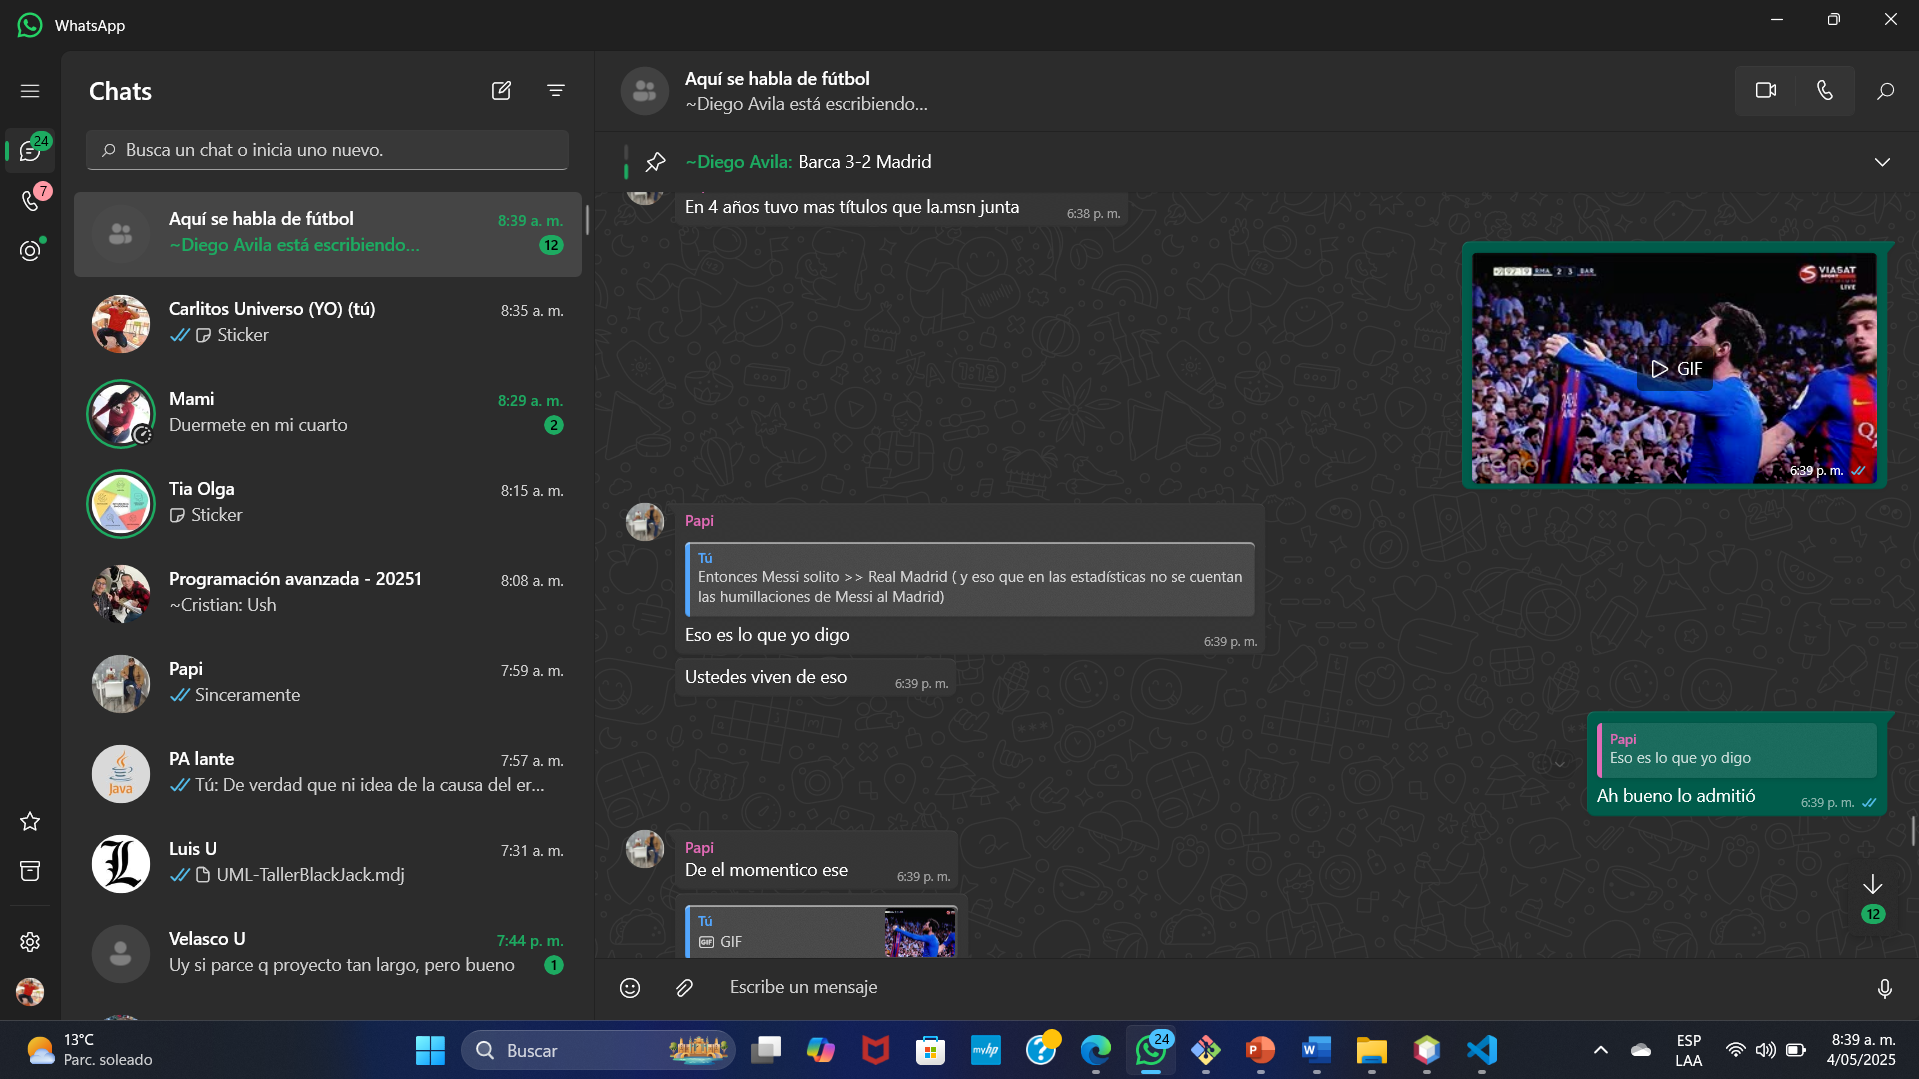 WhatsApp
Chats
Busca un chat o inicia uno nuevo.
24
7
Aquí se habla de fútbol
8:39 a. m.
~Diego Avila está escribiendo...
12
Carlitos Universo (YO) (tú)
8:35 a. m.
Sticker
Mami
8:29 a. m.
Duermete en mi cuarto
2
Tia Olga
8:15 a. m.
Sticker
Programación avanzada - 20251
8:08 a. m.
~Cristian: Ush
Papi
7:59 a. m.
Sinceramente
PA lante
7:57 a. m.
Tú: De verdad que ni idea de la causa del er...
Java
Luis U
7:31 a. m.
UML-TallerBlackJack.mdj
L
Velasco U
7:44 p. m.
Uy si parce q proyecto tan largo, pero bueno
1
Aquí se habla de fútbol
~Diego Avila está escribiendo...
~Diego Avila: Barca 3-2 Madrid
En 4 años tuvo mas títulos que la.msn junta
6:38 p. m.
RMA 2 3 BAR
VIASAT
LIVE
GIF
tenor
6:39 p. m.
Papi
Tú
Entonces Messi solito >> Real Madrid ( y eso que en las estadísticas no se cuentan
las humillaciones de Messi al Madrid)
Eso es lo que yo digo
6:39 p. m.
Ustedes viven de eso
6:39 p. m.
Papi
Eso es lo que yo digo
Ah bueno lo admitió
6:39 p. m.
Papi
De el momentico ese
6:39 p. m.
Tú
GIF GIF
12
Escribe un mensaje
13°C
Parc. soleado
Buscar
myhp
?
24
P
W
ESP
LAA
8:39 a. m.
4/05/2025